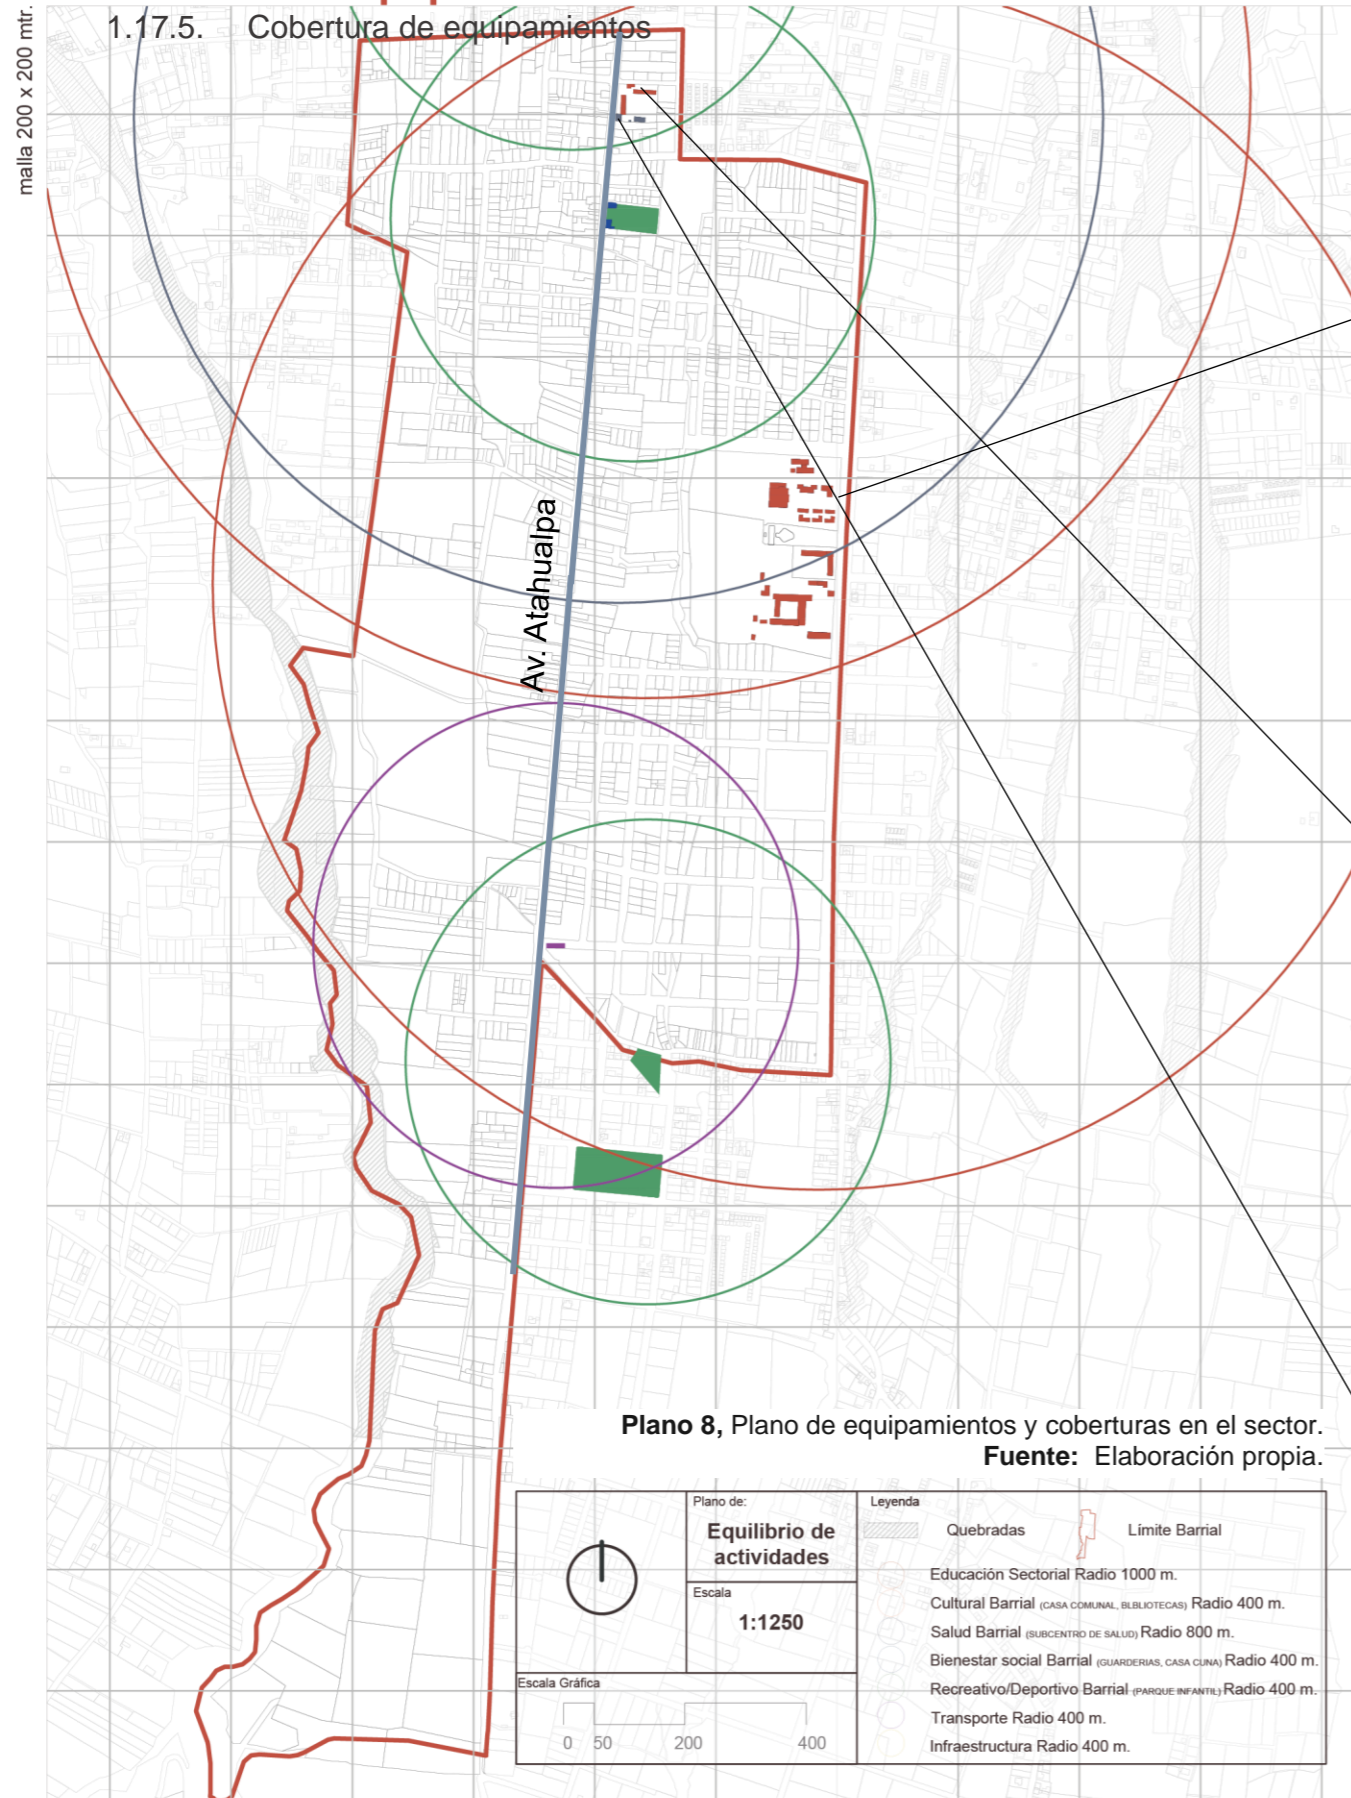 malla 200 x 200 mtr.
1.17.5. Cobertura de equipamientos
Av. Atahualpa
Plano 8, Plano de equipamientos y coberturas en el sector.
Fuente: Elaboración propia.
Plano de:
Equilibrio de
actividades
Escala
1:1250
Escala Gráfica
0 50 200 400
Leyenda
Quebradas Límite Barrial
Educación Sectorial Radio 1000 m.
Cultural Barrial (CASA COMUNAL, BLBLIOTECAS) Radio 400 m.
Salud Barrial (SUBCENTRO DE SALUD) Radio 800 m.
Bienestar social Barrial (GUARDERIAS, CASA CUNA) Radio 400 m.
Recreativo/Deportivo Barrial (PARQUE INFANTIL) Radio 400 m.
Transporte Radio 400 m.
Infraestructura Radio 400 m.